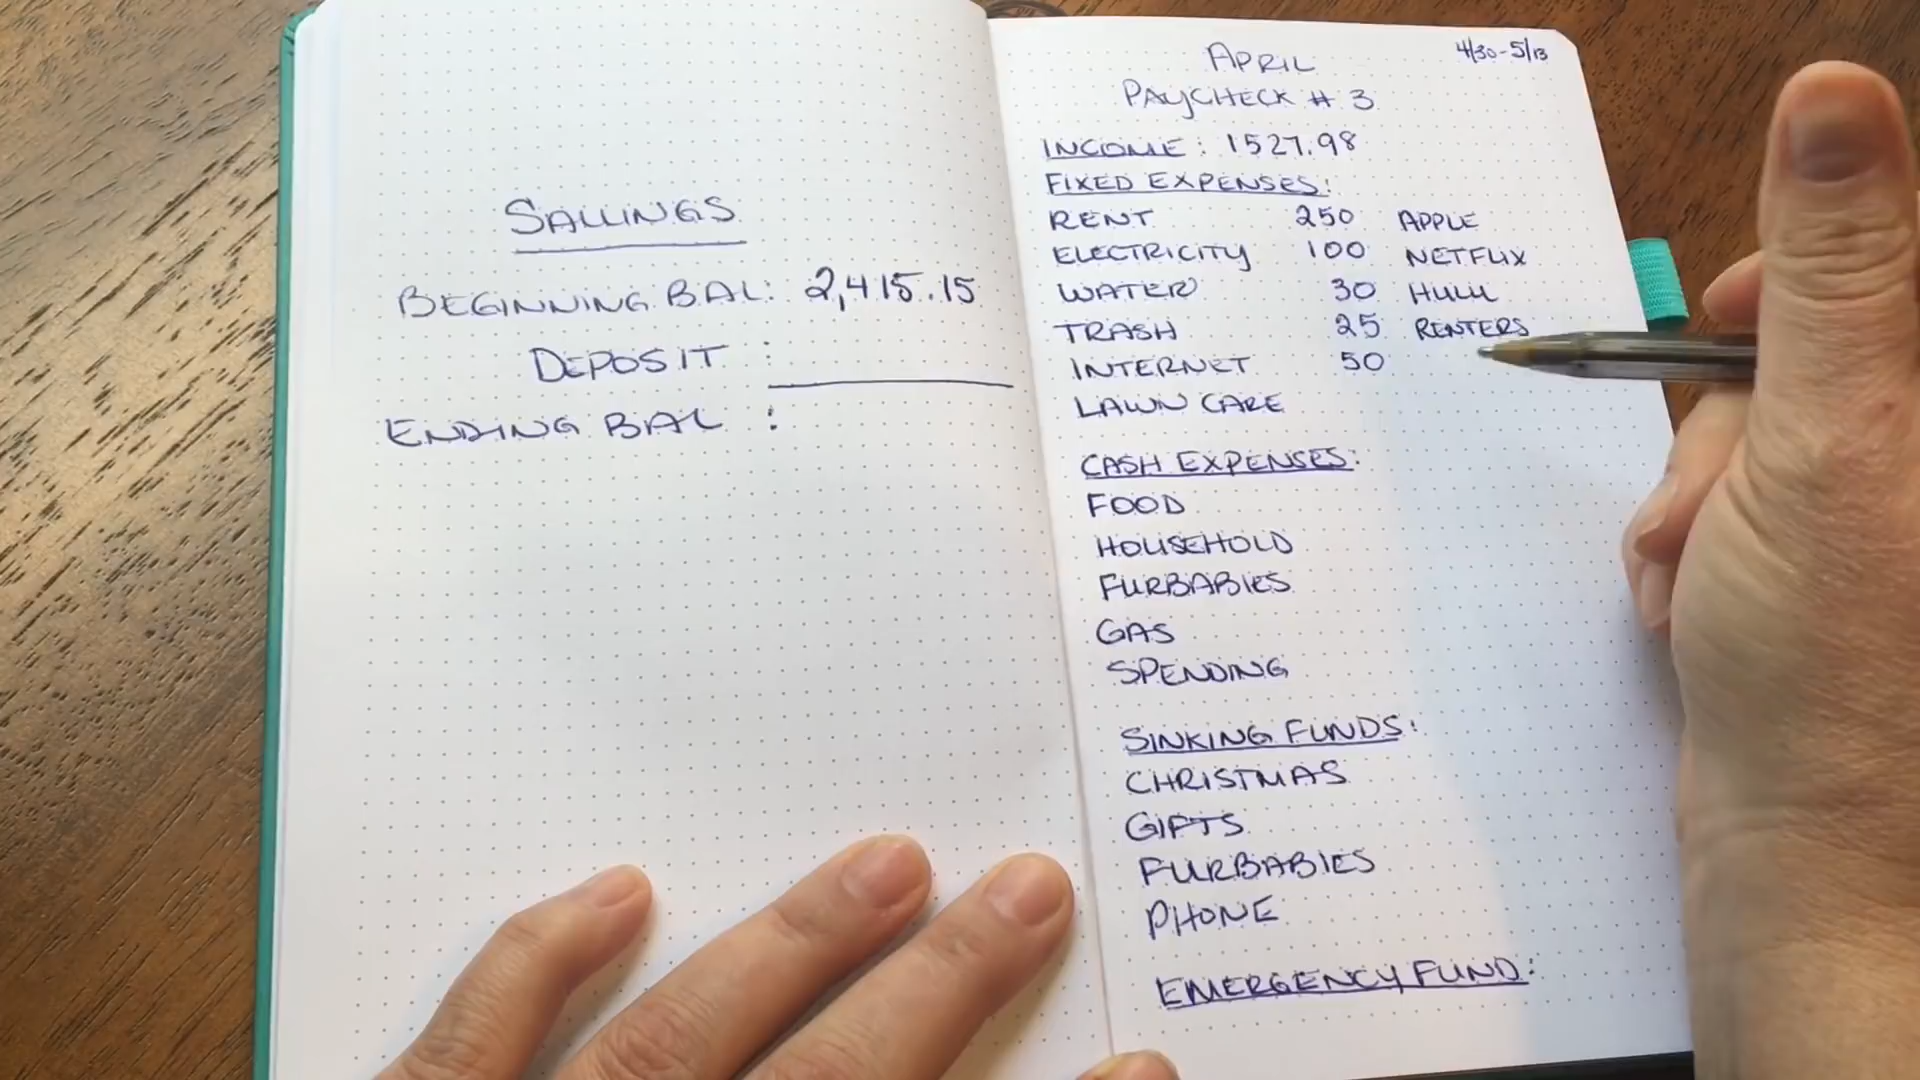 SAVINGS
BEGINNING BAL: 2,415.15
DEPOSIT :
ENDING BAL :
APRIL
4/30-5/13
PAYCHECK # 3
INCOME: 1527.98
FIXED EXPENSES:
RENT 250 APPLE
ELECTRICITY 100 NETFLIX
WATER 30 HULU
TRASH 25 RENTERS
INTERNET 50
LAWN CARE
CASH EXPENSES:
FOOD
HOUSEHOLD
FURBABIES
GAS
SPENDING
SINKING FUNDS:
CHRISTMAS
GIFTS
FURBABIES
PHONE
EMERGENCY FUND: